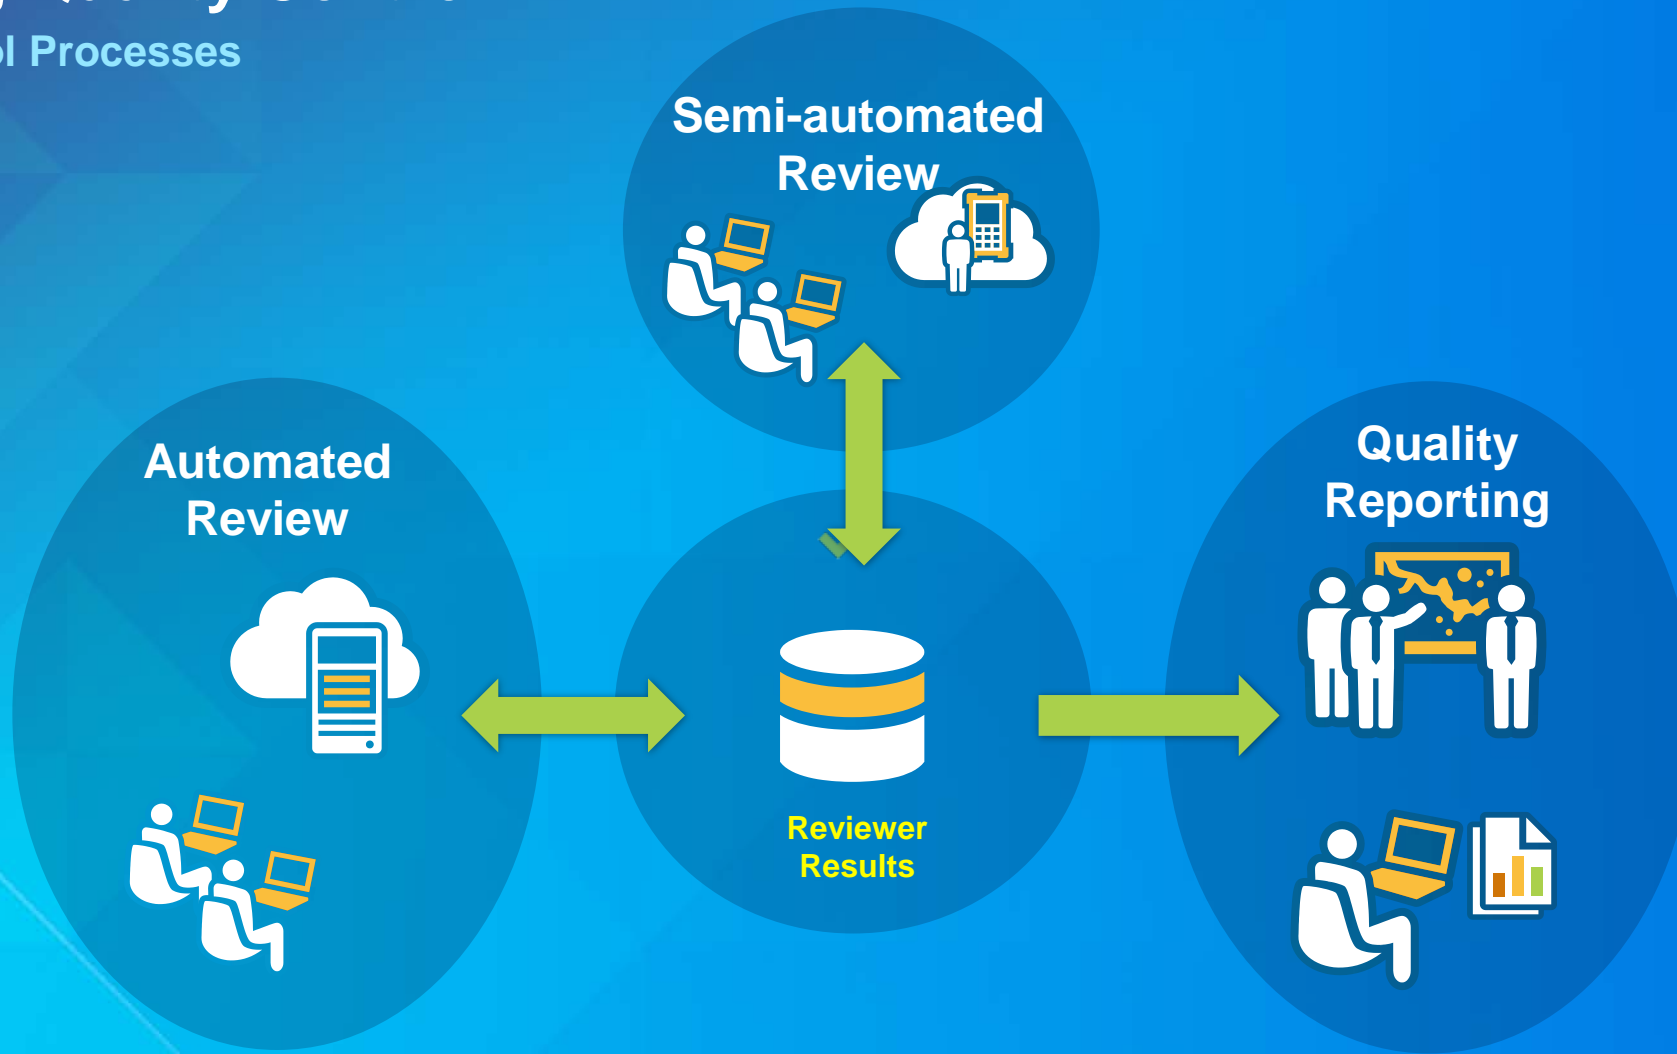 Processes
Semi-automated
Review
Automated
Review
Quality
Reporting
Reviewer
Results